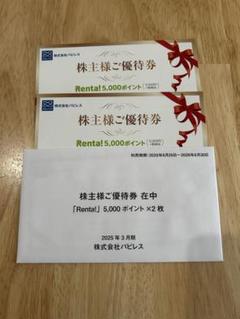 株式会社パピレス
株主様ご優待券
Renta! 5,000ポイント
株式会社パピレス
株主様ご優待券
Renta! 5,000ポイント
株主様ご優待券 在中
「Renta!」5,000 ポイント ×2 枚
2025 年 3 月期
株式会社パピレス